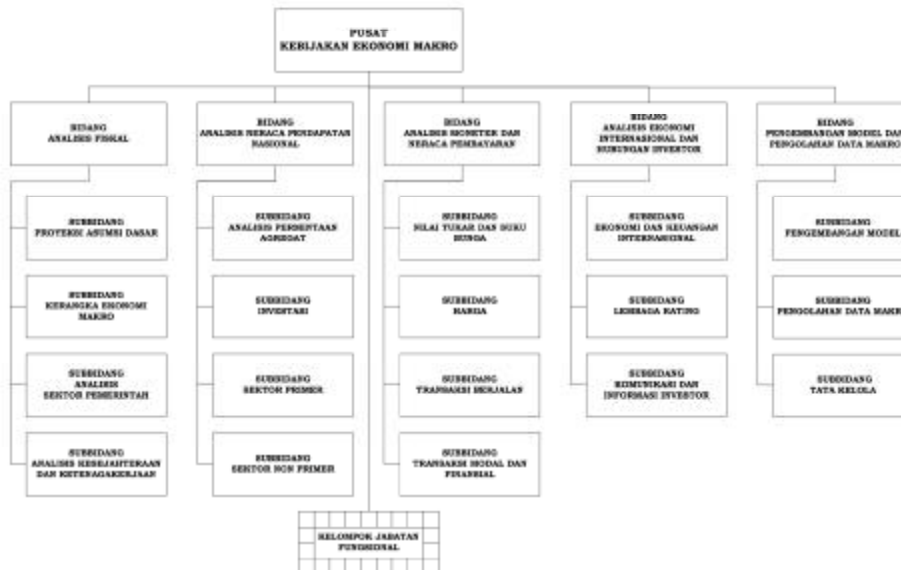 PUSAT
KEBIJAKAN EKONOMI MAKRO
BIDANG
ANALISIS FISKAL
BIDANG
ANALISIS NERACA PENDAPATAN
NASIONAL
BIDANG
ANALISIS MONETER DAN
NERACA PEMBAYARAN
BIDANG
ANALISIS EKONOMI
INTERNASIONAL DAN
HUBUNGAN INVESTOR
BIDANG
PENGEMBANGAN MODEL DAN
PENGOLAHAN DATA MAKRO
SUBBIDANG
PROYEKSI ASUMSI DASAR
SUBBIDANG
ANALISIS PERMINTAAN
AGREGAT
SUBBIDANG
NILAI TUKAR DAN SUKU
BUNGA
SUBBIDANG
EKONOMI DAN KEUANGAN
INTERNASIONAL
SUBBIDANG
PENGEMBANGAN MODEL
SUBBIDANG
KERANGKA EKONOMI
MAKRO
SUBBIDANG
INVESTASI
SUBBIDANG
HARGA
SUBBIDANG
LEMBAGA RATING
SUBBIDANG
PENGOLAHAN DATA MAKR
SUBBIDANG
ANALISIS
SEKTOR PEMERINTAH
SUBBIDANG
SEKTOR PRIMER
SUBBIDANG
TRANSAKSI BERJALAN
SUBBIDANG
KOMUNIKASI DAN
INFORMASI INVESTOR
SUBBIDANG
TATA KELOLA
SUBBIDANG
ANALISIS KESEJAHTERAAN
DAN KETENAGAKERJAAN
SUBBIDANG
SEKTOR NON PRIMER
SUBBIDANG
TRANSAKSI MODAL DAN
FINANSIAL
KELOMPOK JABATAN
FUNGSIONAL